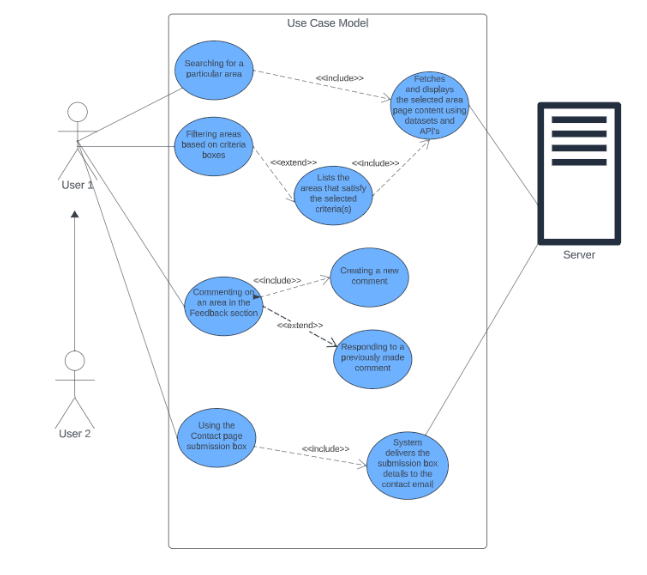 Use Case Model
Searching for a
particular area
<<include>>
Fetches
and displays
the selected area
page content using
datasets and
API's
Filtering areas
based on criteria
boxes
<<extend>>
<<include>>
Lists the
areas that satisfy
the selected
criteria(s)
User 1
Server
Commenting on
an area in the
Feedback section
<<include>>
Creating a new
comment
<<extend>>
Responding to a
previously made
comment
User 2
Using the
Contact page
submission box
<<include>>
System
delivers the
submission box
details to the
contact email